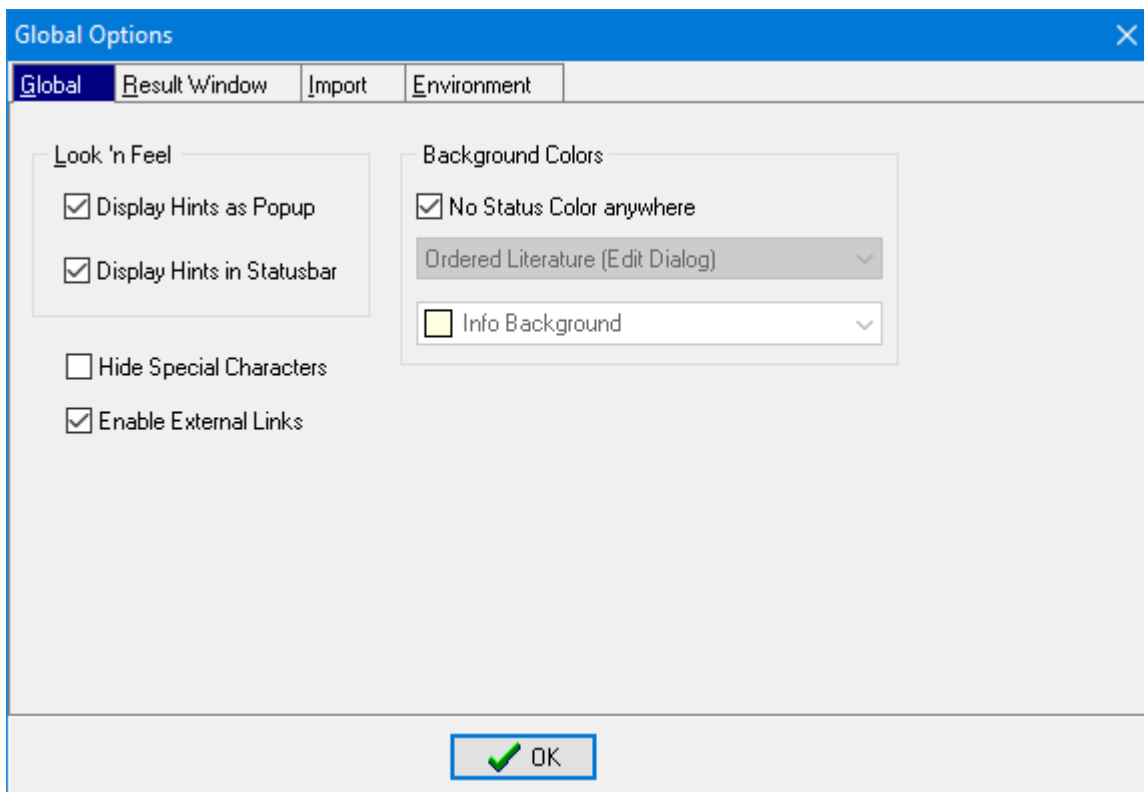 Global Options
Global Result Window Import Environment
Look 'n Feel
Display Hints as Popup
Display Hints in Statusbar
Hide Special Characters
Enable External Links
Background Colors
No Status Color anywhere
Ordered Literature (Edit Dialog)
Info Background
OK